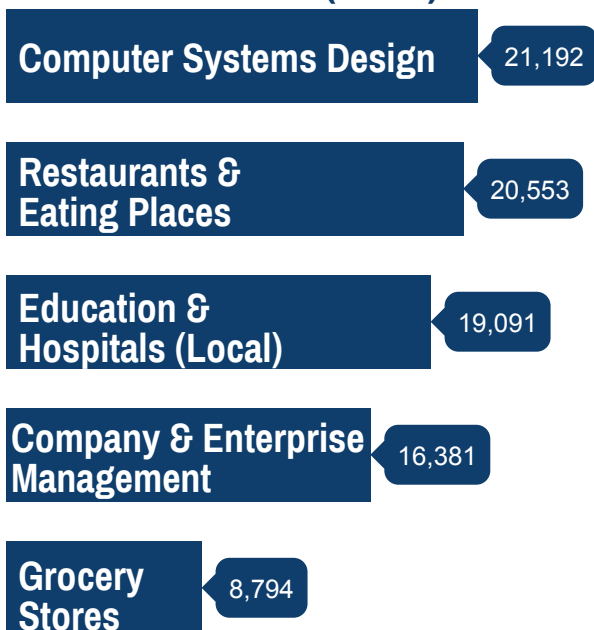 Computer Systems Design
21,192
Restaurants &
Eating Places
20,553
Education &
Hospitals (Local)
19,091
Company & Enterprise
Management
16,381
Grocery
Stores
8,794